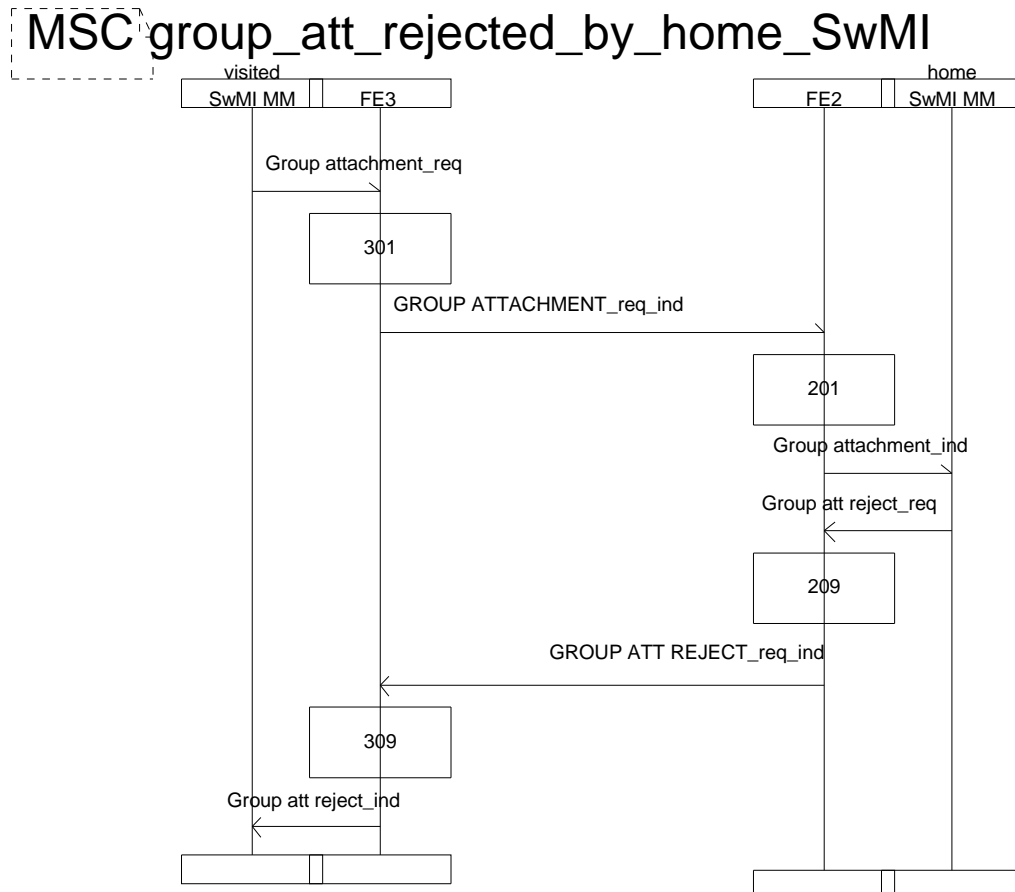 MSC group_att_rejected_by_home_SwMI
visited
SwMI MM
FE3
FE2
home
SwMI MM
Group attachment_req
301
GROUP ATTACHMENT_req_ind
201
Group attachment_ind
Group att reject_req
209
GROUP ATT REJECT_req_ind
309
Group att reject_ind